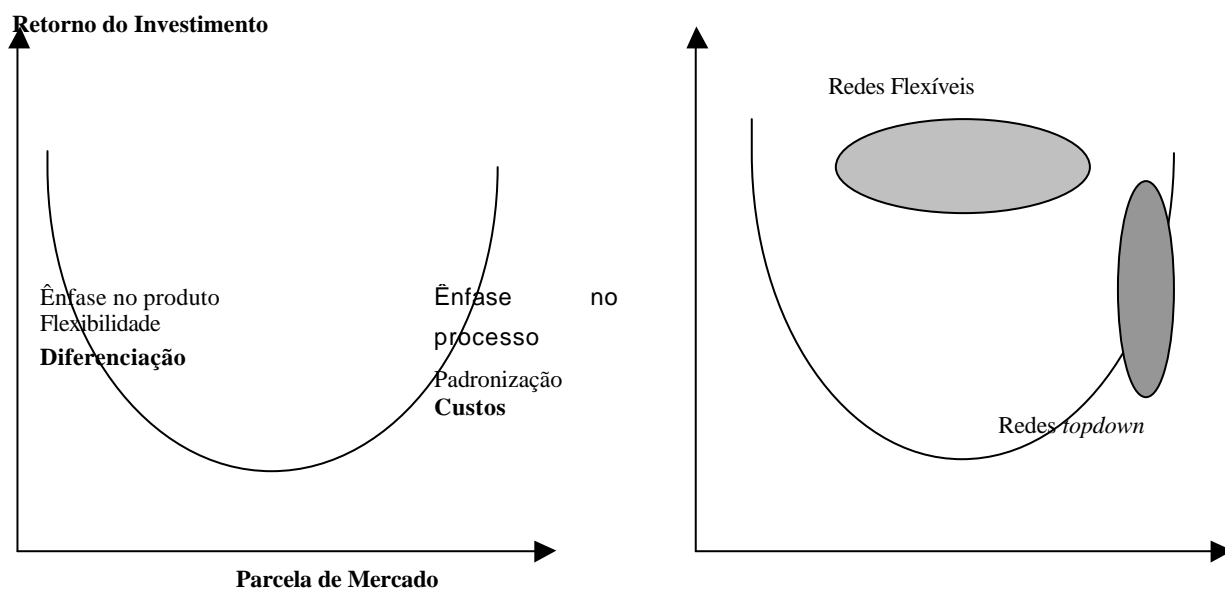 Retorno do Investimento
Ênfase no produto
Flexibilidade
Diferenciação
Ênfase no
processo
Padronização
Custos
Parcela de Mercado
Redes Flexíveis
Redes topdown